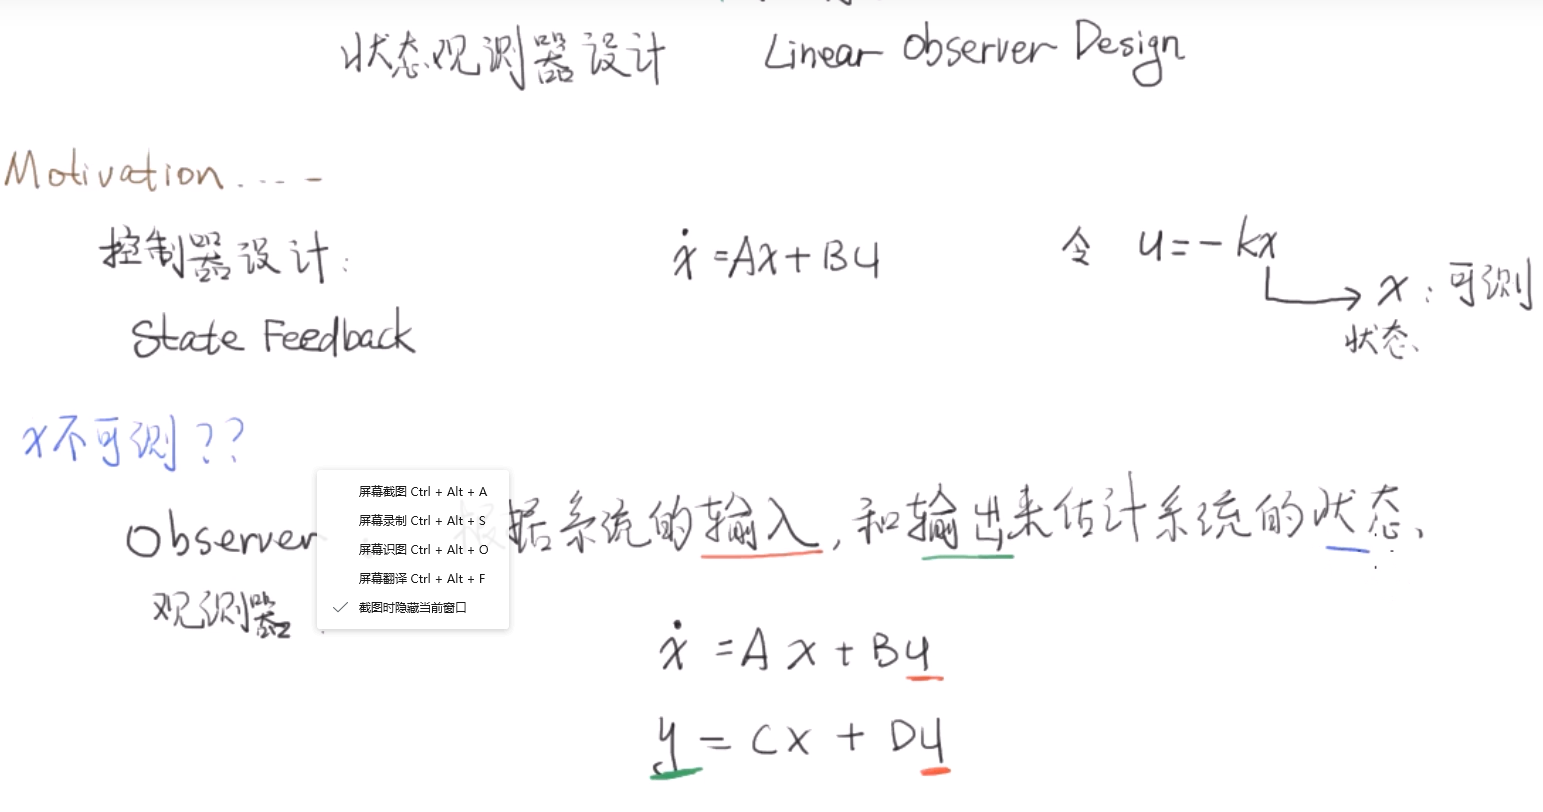 状态观测器设计 Linear Observer Design
Motivation.... -
控制器设计: ẋ=Ax+Bu 令 u=-kx
x:可测
State Feedback 状态
x不可测??
屏幕截图 Ctrl + Alt + A
屏幕录制 Ctrl + Alt + S
屏幕识图 Ctrl + Alt + O
屏幕翻译 Ctrl + Alt + F
截图时隐藏当前窗口
Observer 根据系统的输入,和输出来估计系统的状态、
观测器
ẋ=Ax+Bu
y=Cx+Du